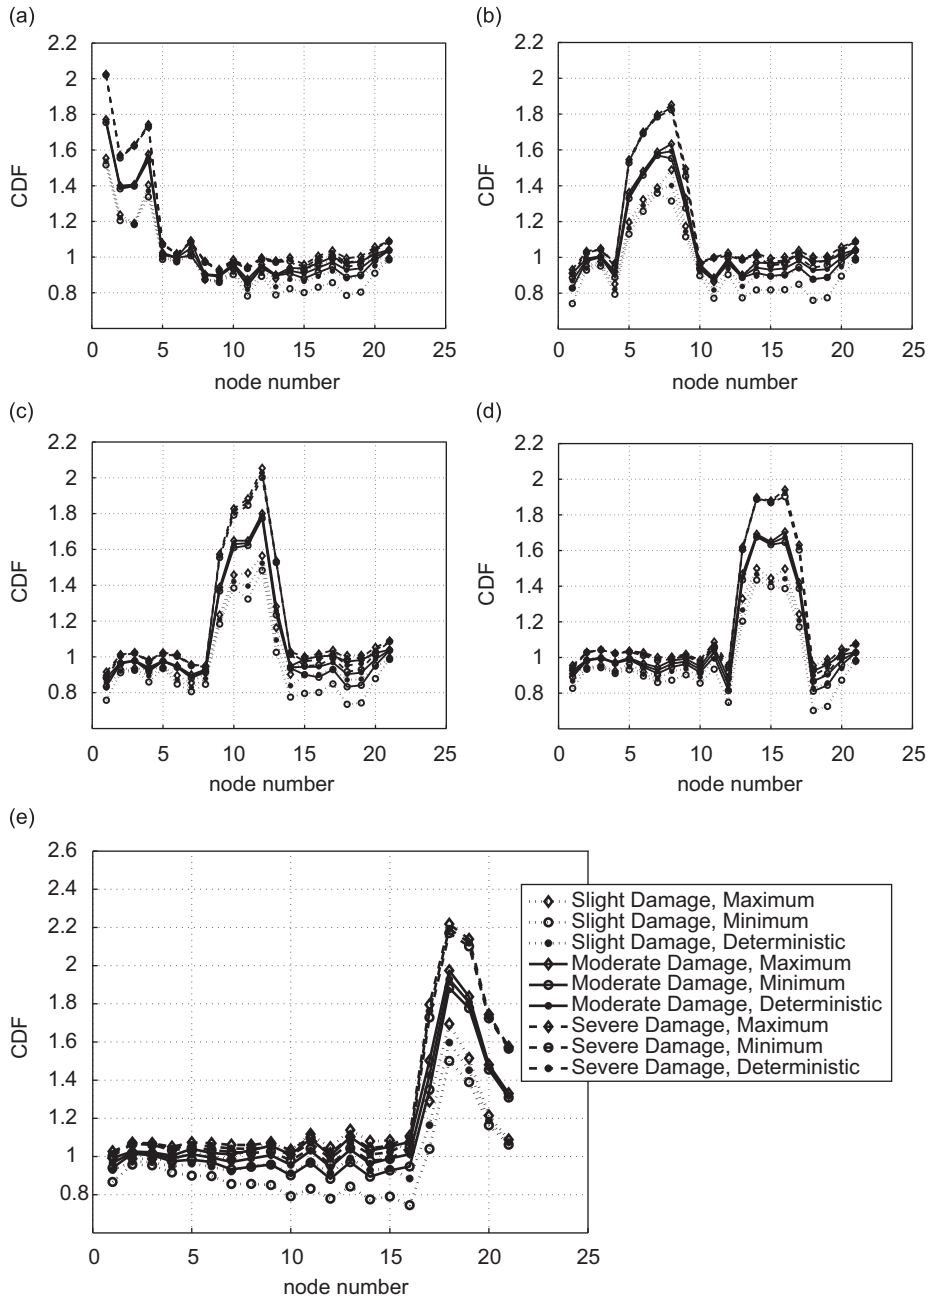 (a)
2.2
2
1.8
1.6
1.4
1.2
1
0.8
CDF
0 5 10 15 20 25
node number
(b)
2.2
2
1.8
1.6
1.4
1.2
1
0.8
CDF
0 5 10 15 20 25
node number
(c)
2.2
2
1.8
1.6
1.4
1.2
1
0.8
CDF
0 5 10 15 20 25
node number
(d)
2.2
2
1.8
1.6
1.4
1.2
1
0.8
CDF
0 5 10 15 20 25
node number
(e)
2.6
2.4
2.2
2
1.8
1.6
1.4
1.2
1
0.8
CDF
0 5 10 15 20 25
node number
Slight Damage, Maximum
Slight Damage, Minimum
Slight Damage, Deterministic
Moderate Damage, Maximum
Moderate Damage, Minimum
Moderate Damage, Deterministic
Severe Damage, Maximum
Severe Damage, Minimum
Severe Damage, Deterministic